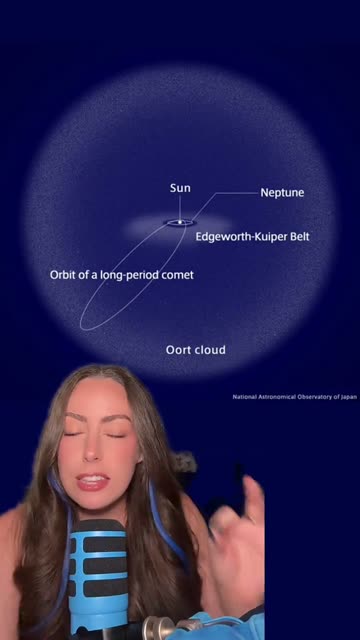 Sun
Neptune
Edgeworth-Kuiper Belt
Orbit of a long-period comet
Oort cloud
National Astronomical Observatory of Japan